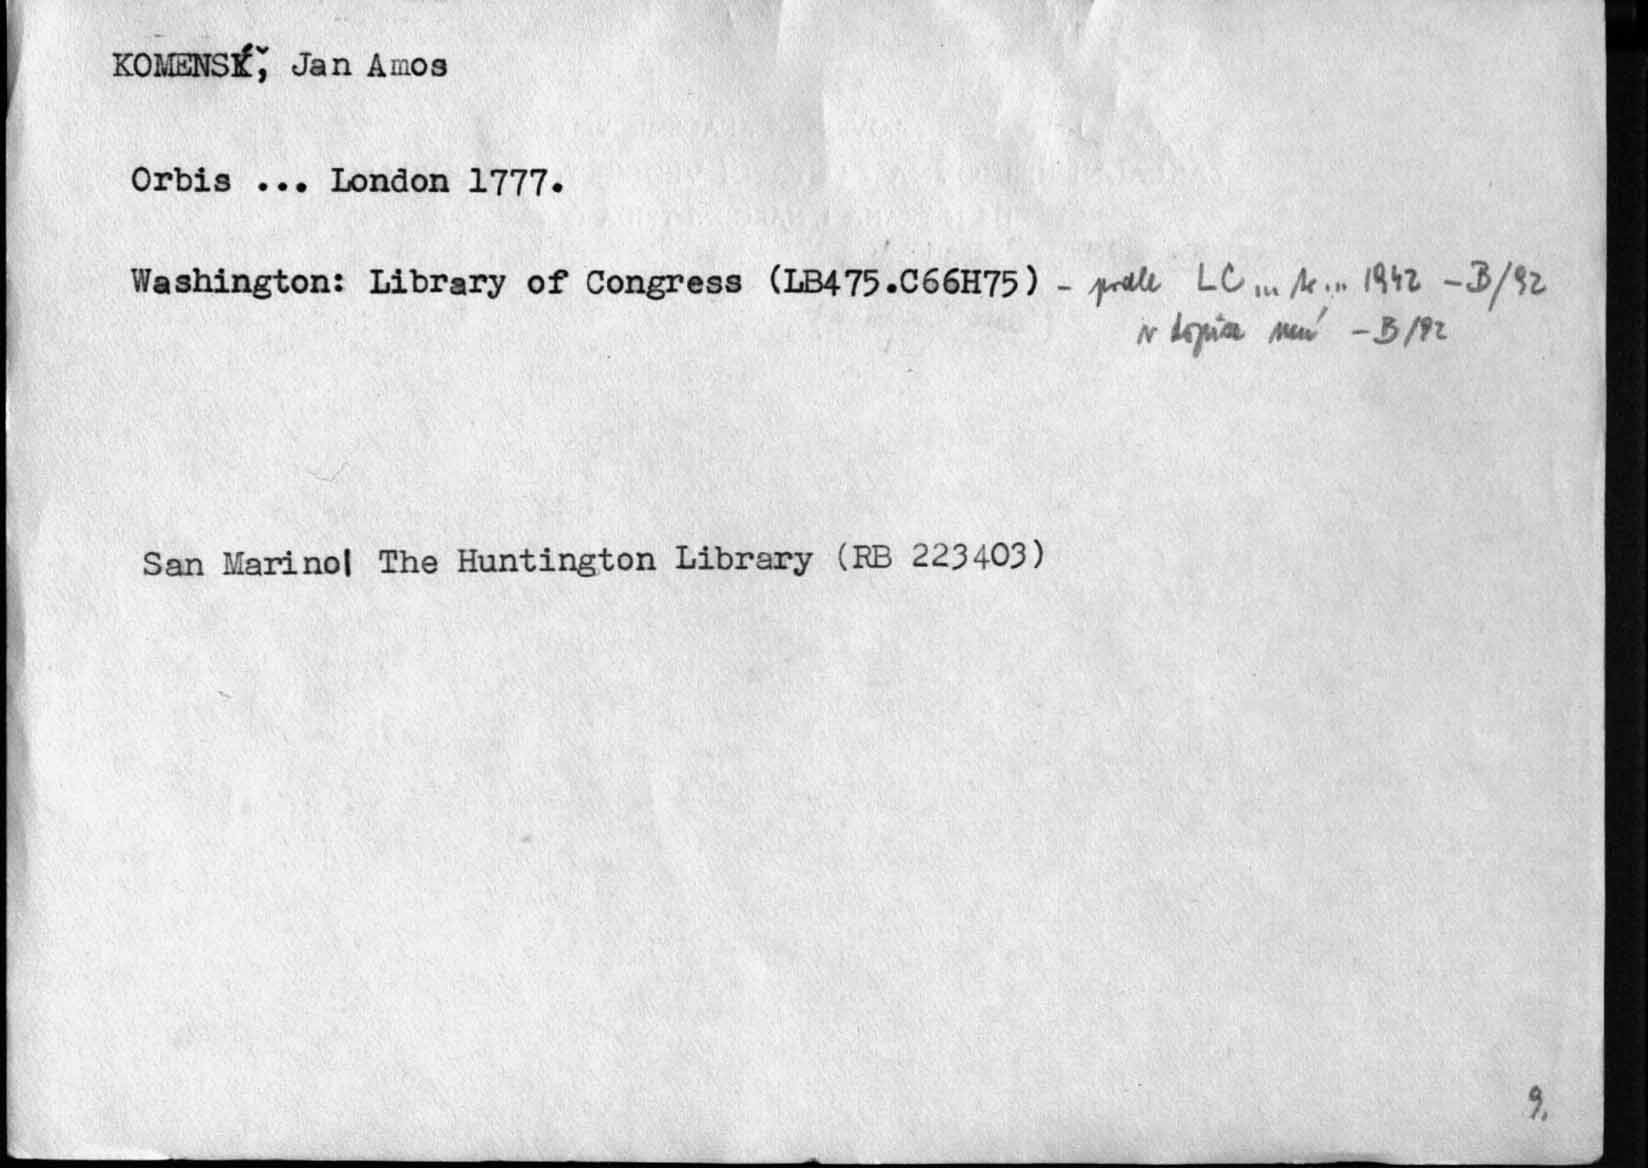 KOMENSKÝ, Jan Amos
Orbis ... London 1777.
Washington: Library of Congress (LB475.C66H75) - podle LC ... 1942 - B/92
není - B/92
San Marino| The Huntington Library (RB 223403)
9.